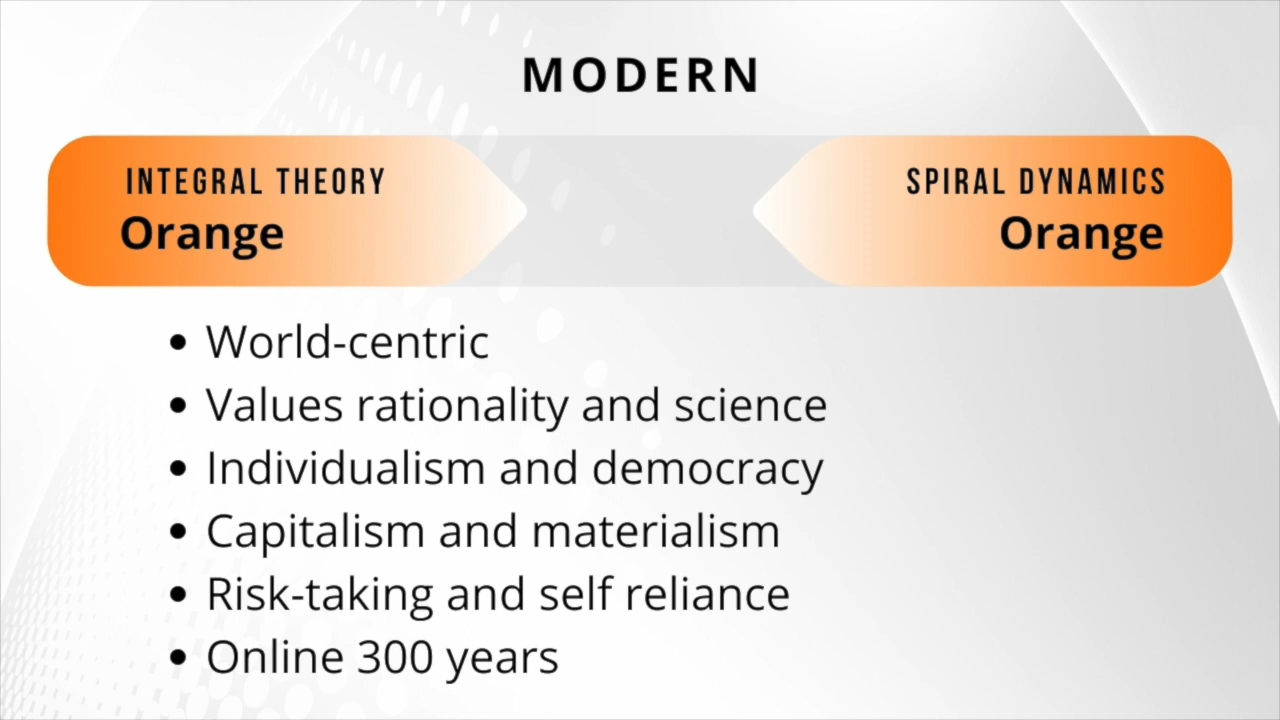 MODERN
INTEGRAL THEORY
Orange
SPIRAL DYNAMICS
Orange
• World-centric
• Values rationality and science
• Individualism and democracy
• Capitalism and materialism
• Risk-taking and self reliance
• Online 300 years